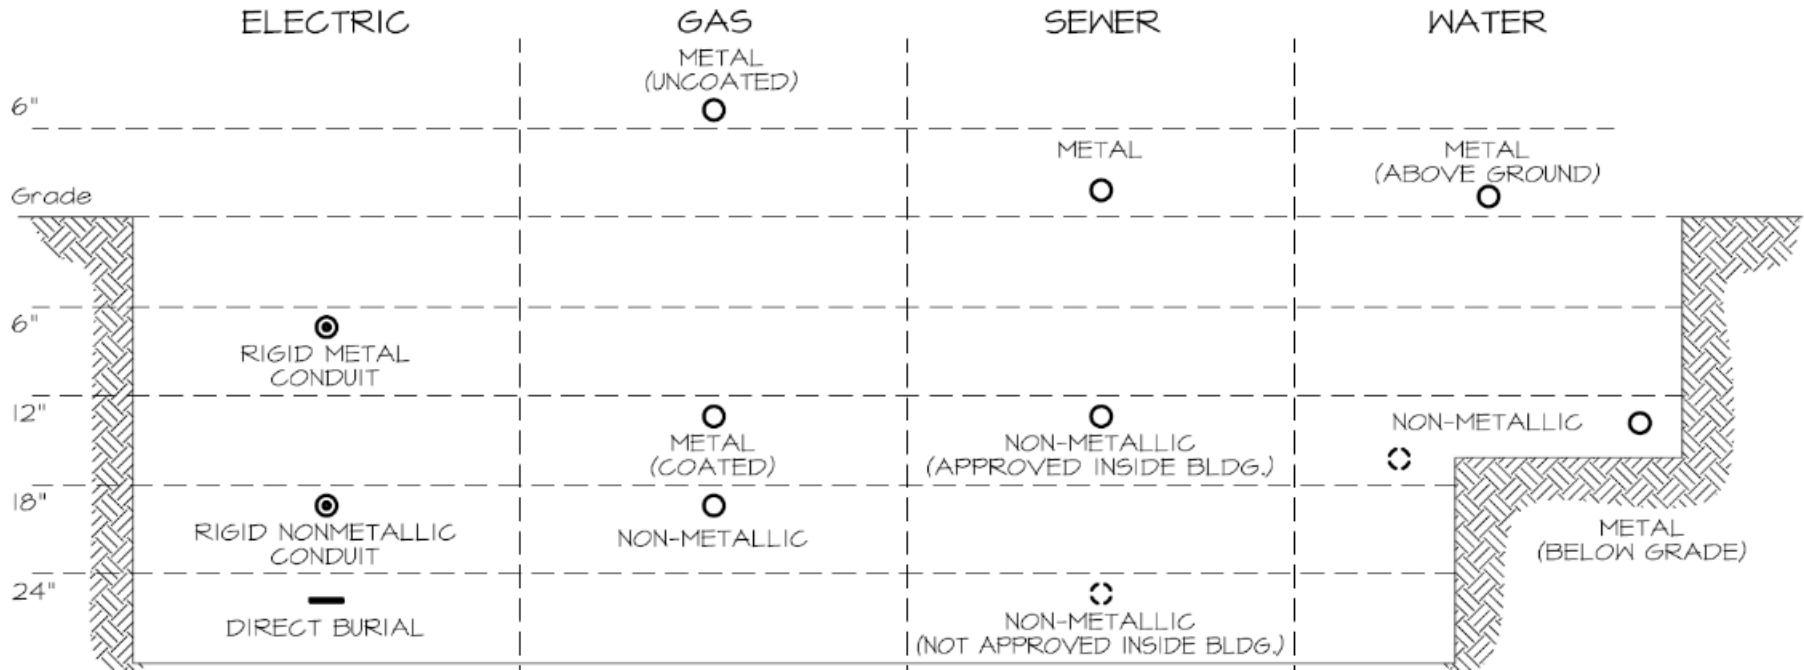 ELECTRIC GAS SEWER WATER
METAL
(UNCOATED)
6"
METAL
METAL
(ABOVE GROUND)
Grade
6"
RIGID METAL
CONDUIT
12"
METAL
(COATED)
NON-METALLIC
(APPROVED INSIDE BLDG.)
NON-METALLIC
18"
RIGID NONMETALLIC
CONDUIT
NON-METALLIC
METAL
(BELOW GRADE)
24"
DIRECT BURIAL
NON-METALLIC
(NOT APPROVED INSIDE BLDG.)